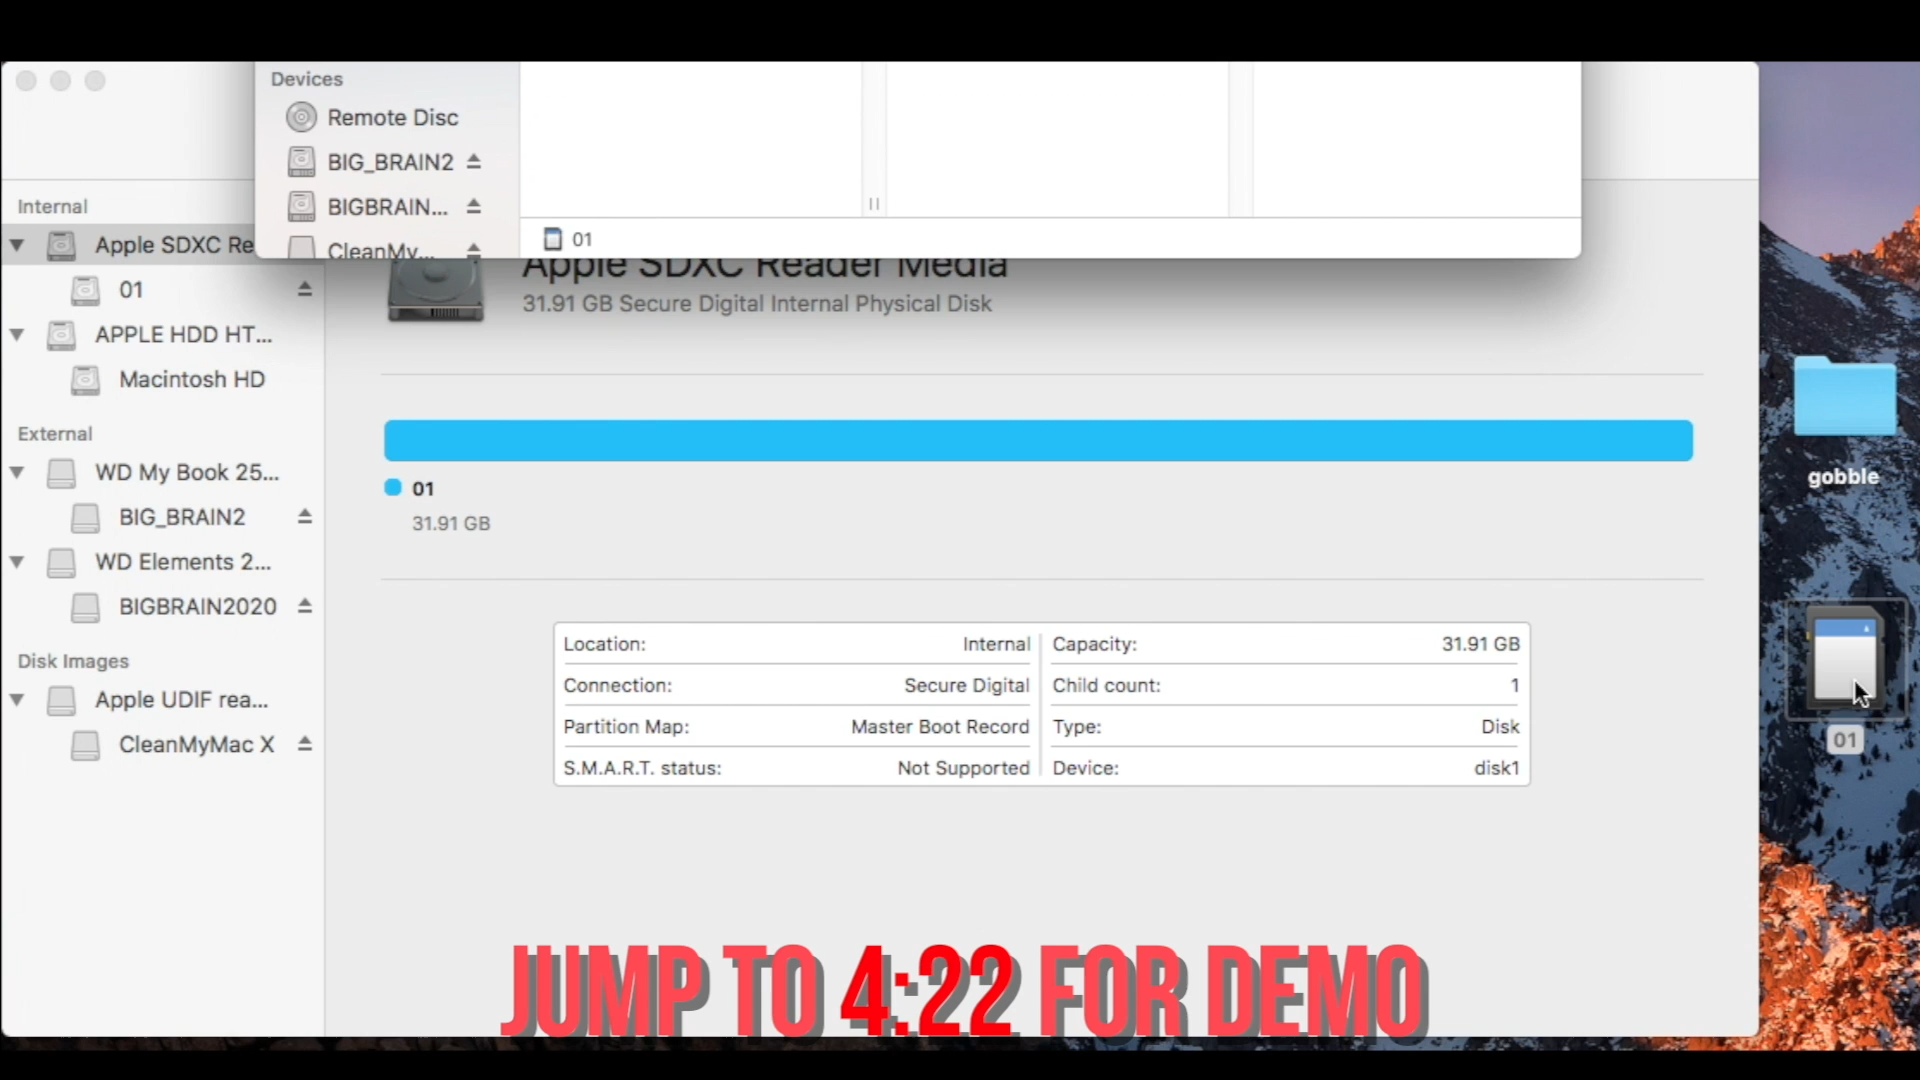 Devices
Remote Disc
BIG_BRAIN2
BIGBRAIN...
CleanMy...
01
Internal
Apple SDXC Re
01
APPLE HDD HT...
Macintosh HD
External
WD My Book 25...
BIG_BRAIN2
WD Elements 2...
BIGBRAIN2020
Disk Images
Apple UDIF rea...
CleanMyMac X
Apple SDXC Reader Media
31.91 GB Secure Digital Internal Physical Disk
01
31.91 GB
Location: Internal
Connection: Secure Digital
Partition Map: Master Boot Record
S.M.A.R.T. status: Not Supported
Capacity: 31.91 GB
Child count: 1
Type: Disk
Device: disk1
gobble
01
JUMP TO 4:22 FOR DEMO